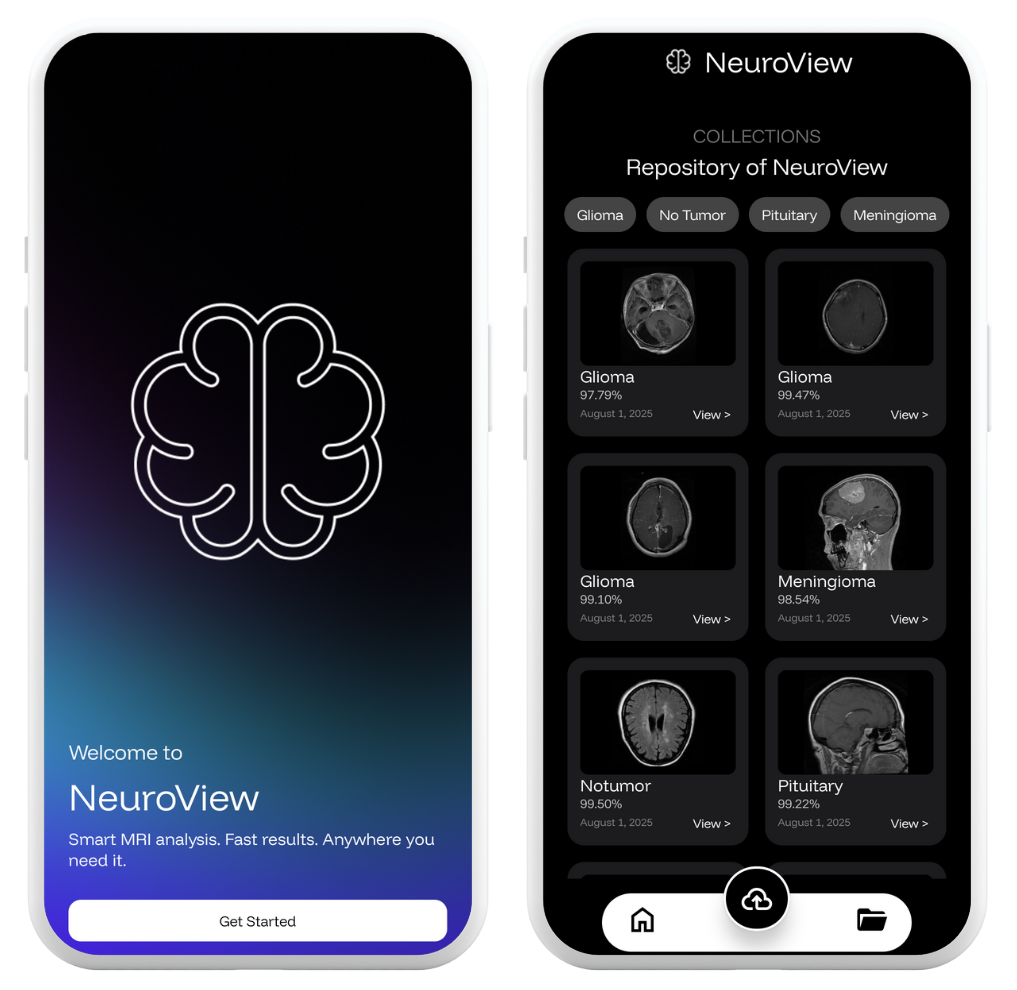 Welcome to
NeuroView
Smart MRI analysis. Fast results. Anywhere you
need it.
Get Started
NeuroView
COLLECTIONS
Repository of NeuroView
Glioma No Tumor Pituitary Meningioma
Glioma
97.79%
August 1, 2025 View >
Glioma
99.47%
August 1, 2025 View >
Glioma
99.10%
August 1, 2025 View >
Meningioma
98.54%
August 1, 2025 View >
Notumor
99.50%
August 1, 2025 View >
Pituitary
99.22%
August 1, 2025 View >